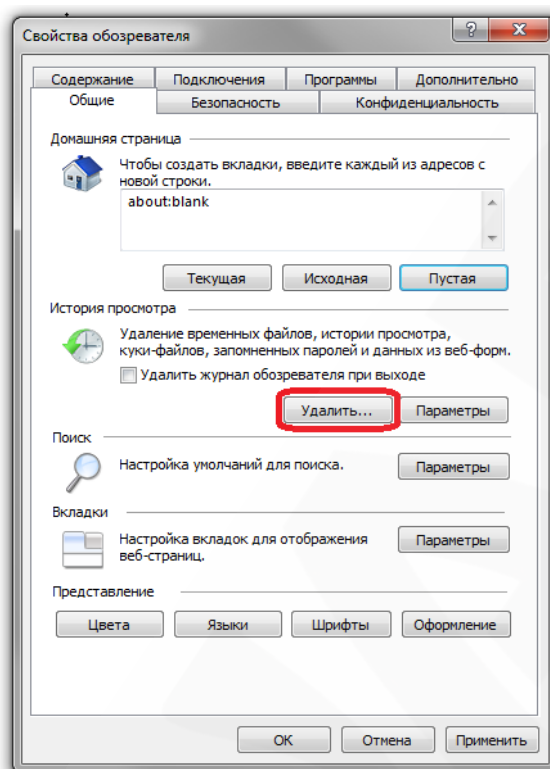 Свойства обозревателя
?
X
Содержание
Подключения
Программы
Дополнительно
Общие
Безопасность
Конфиденциальность
Домашняя страница
Чтобы создать вкладки, введите каждый из адресов с
новой строки.
about:blank
Текущая
Исходная
Пустая
История просмотра
Удаление временных файлов, истории просмотра,
куки-файлов, запомненных паролей и данных из веб-форм.
Удалить журнал обозревателя при выходе
Удалить...
Параметры
Поиск
Настройка умолчаний для поиска.
Параметры
Вкладки
Настройка вкладок для отображения
веб-страниц.
Параметры
Представление
Цвета
Языки
Шрифты
Оформление
ОК
Отмена
Применить